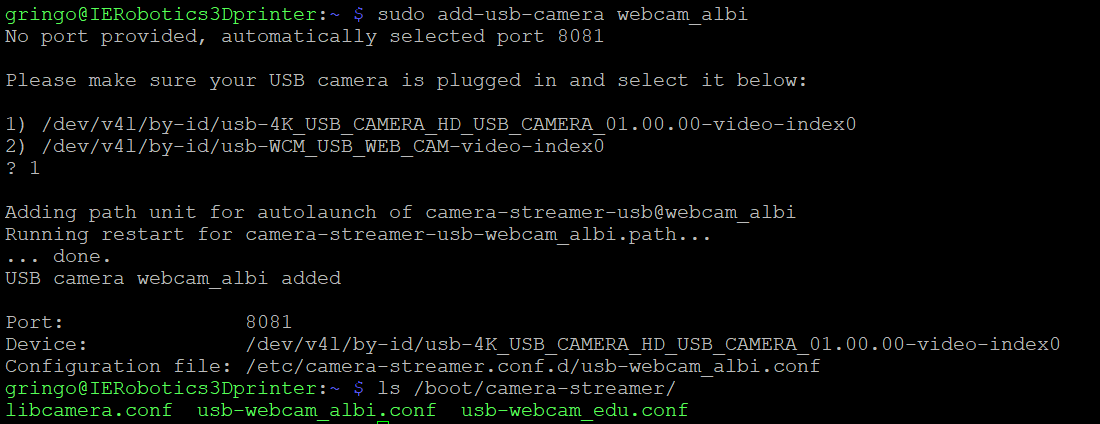 gringo@IERobotics3Dprinter:~ $ sudo add-usb-camera webcam_albi
No port provided, automatically selected port 8081
Please make sure your USB camera is plugged in and select it below:
1) /dev/v4l/by-id/usb-4K_USB_CAMERA_HD_USB_CAMERA_01.00.00-video-index0
2) /dev/v4l/by-id/usb-WCM_USB_WEB_CAM-video-index0
? 1
Adding path unit for autolaunch of camera-streamer-usb@webcam_albi
Running restart for camera-streamer-usb-webcam_albi.path...
... done.
USB camera webcam_albi added
Port: 8081
Device: /dev/v4l/by-id/usb-4K_USB_CAMERA_HD_USB_CAMERA_01.00.00-video-index0
Configuration file: /etc/camera-streamer.conf.d/usb-webcam_albi.conf
gringo@IERobotics3Dprinter:~ $ ls /boot/camera-streamer/
libcamera.conf usb-webcam_albi.conf usb-webcam_edu.conf